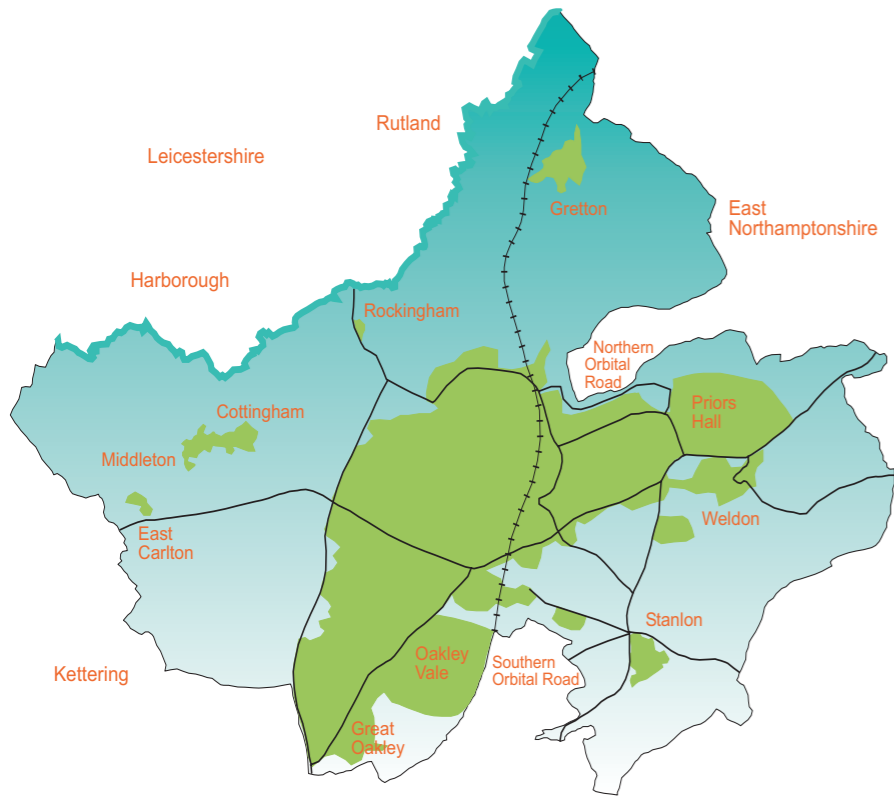 Rutland
Leicestershire
Gretton
East
Northamptonshire
Harborough
Rockingham
Northern
Orbital
Road
Priors
Hall
Cottingham
Middleton
Weldon
East
Carlton
Stanlon
Oakley
Vale
Southern
Orbital Road
Kettering
Great
Oakley